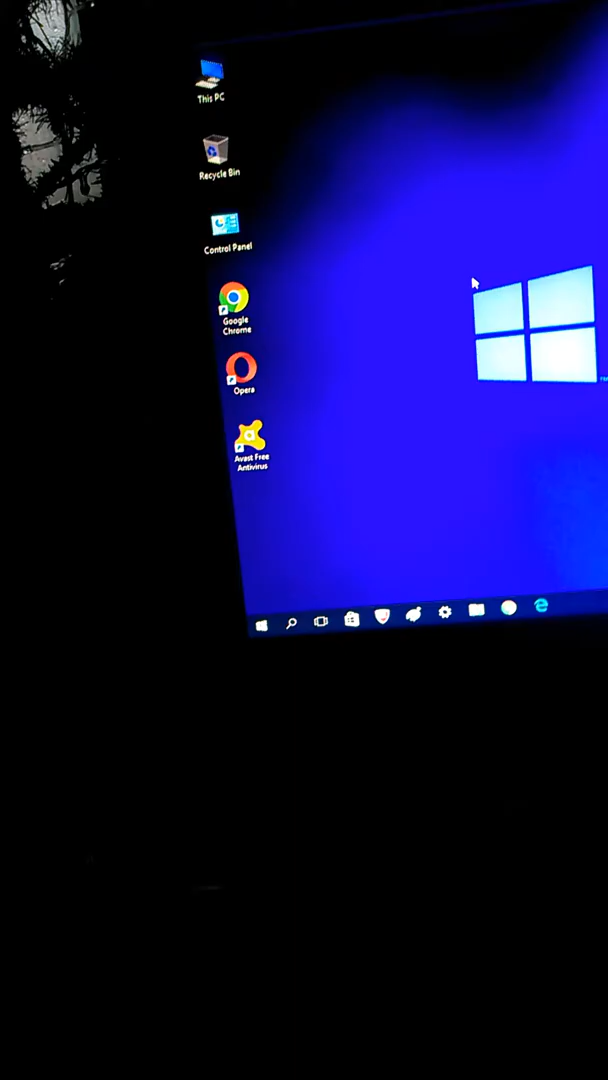 This PC
Recycle Bin
Control Panel
Google
Chrome
Opera
Avast Free
Antivirus